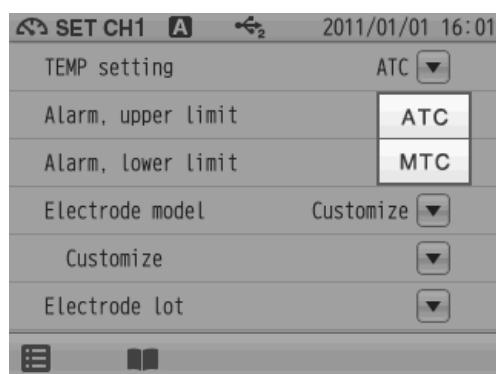 SET CH1 A 2 2011/01/01 16:01
TEMP setting ATC
Alarm, upper limit ATC
Alarm, lower limit MTC
Electrode model Customize
Customize
Electrode lot